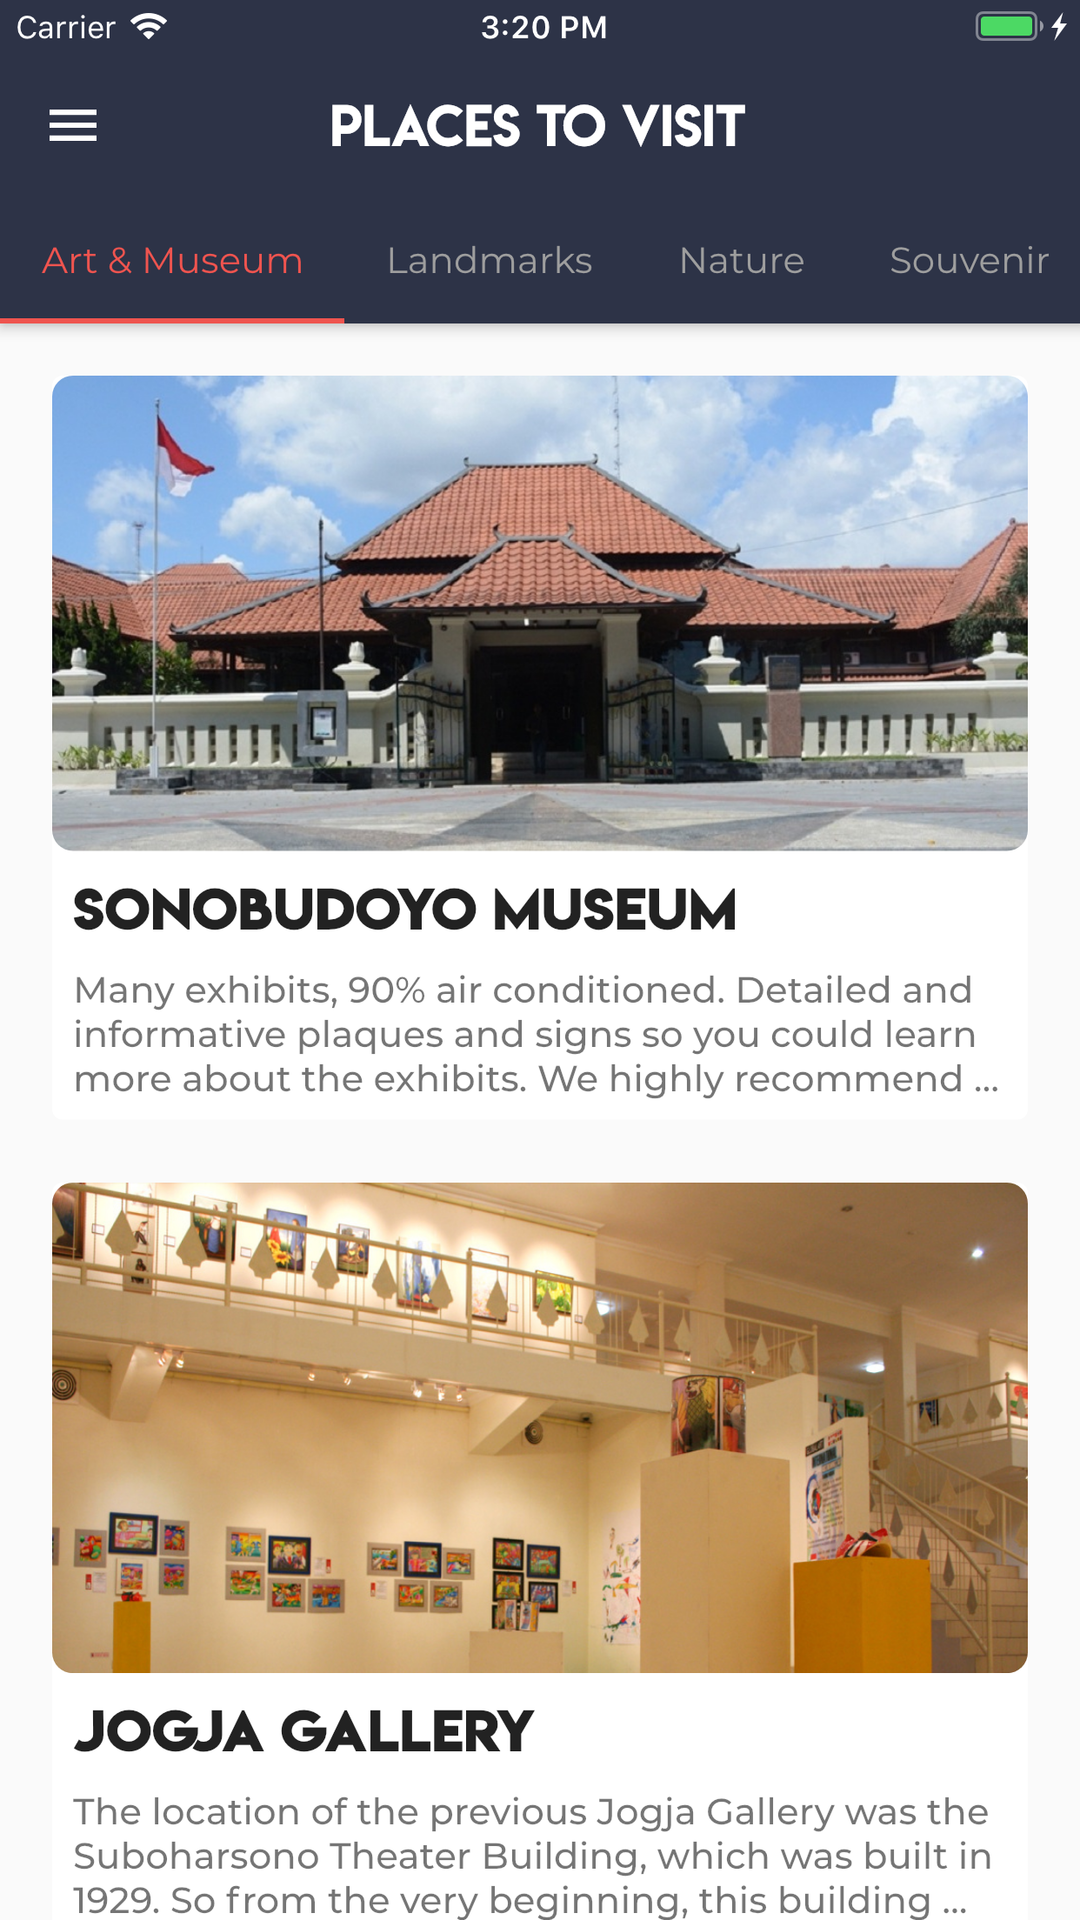 Carrier
3:20 PM
PLACES TO VISIT
Art & Museum
Landmarks
Nature
Souvenir
SONOBUDOYO MUSEUM
Many exhibits, 90% air conditioned. Detailed and
informative plaques and signs so you could learn
more about the exhibits. We highly recommend ...
JOGJA GALLERY
The location of the previous Jogja Gallery was the
Suboharsono Theater Building, which was built in
1929. So from the very beginning, this building ...